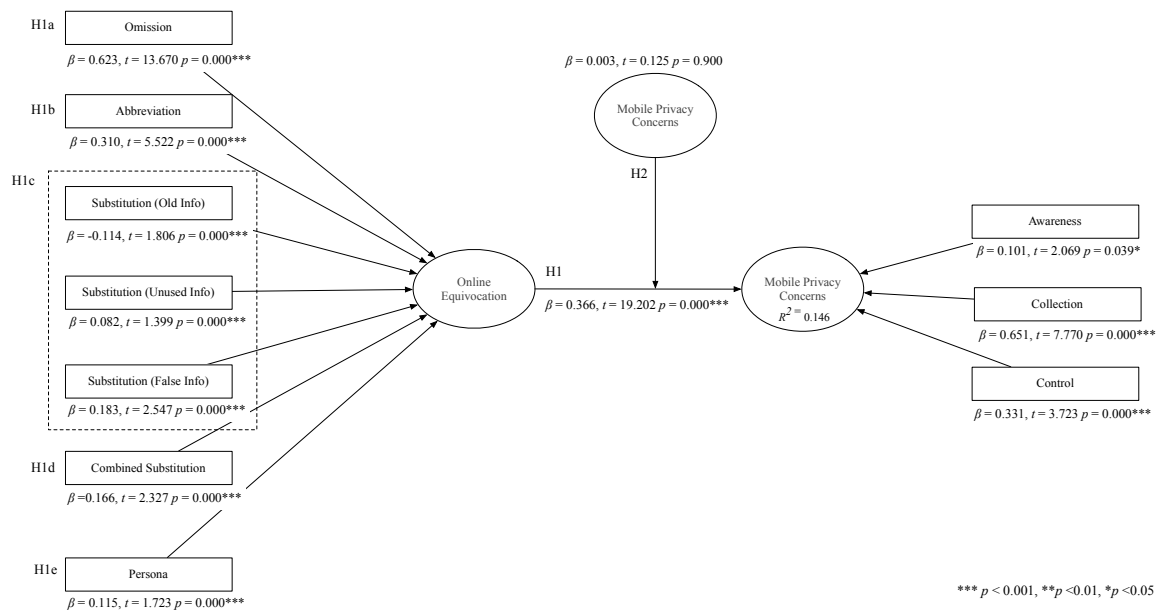 H1a
Omission
β = 0.623, t = 13.670 p = 0.000***
H1b
Abbreviation
β = 0.310, t = 5.522 p = 0.000***
H1c
Substitution (Old Info)
β = -0.114, t = 1.806 p = 0.000***
Substitution (Unused Info)
β = 0.082, t = 1.399 p = 0.000***
Substitution (False Info)
β = 0.183, t = 2.547 p = 0.000***
H1d
Combined Substitution
β =0.166, t = 2.327 p = 0.000***
H1e
Persona
β = 0.115, t = 1.723 p = 0.000***
Online
Equivocation
H1
β = 0.366, t = 19.202 p = 0.000***
β = 0.003, t = 0.125 p = 0.900
Mobile Privacy
Concerns
H2
Mobile Privacy
Concerns
R² = 0.146
Awareness
β = 0.101, t = 2.069 p = 0.039*
Collection
β = 0.651, t = 7.770 p = 0.000***
Control
β = 0.331, t = 3.723 p = 0.000***
*** p < 0.001, **p <0.01, *p <0.05